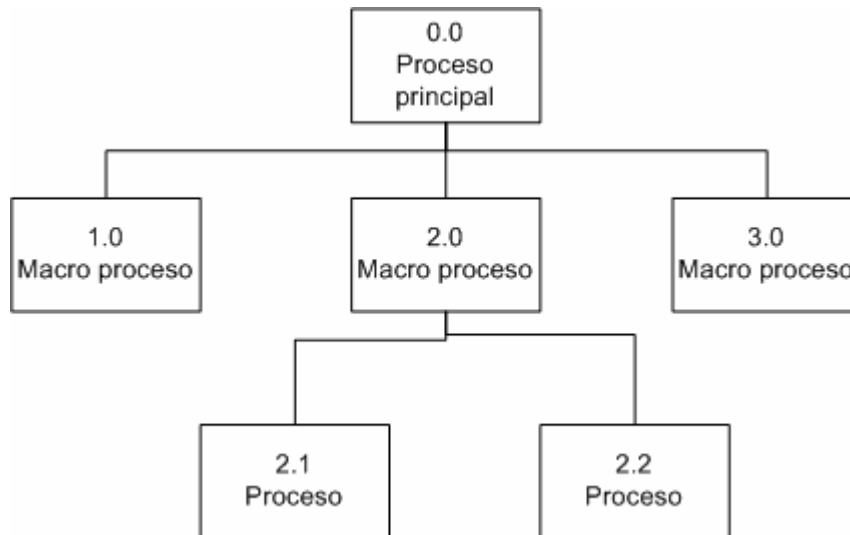 0.0
Proceso
principal
1.0
Macro proceso
2.0
Macro proceso
3.0
Macro proceso
2.1
Proceso
2.2
Proceso